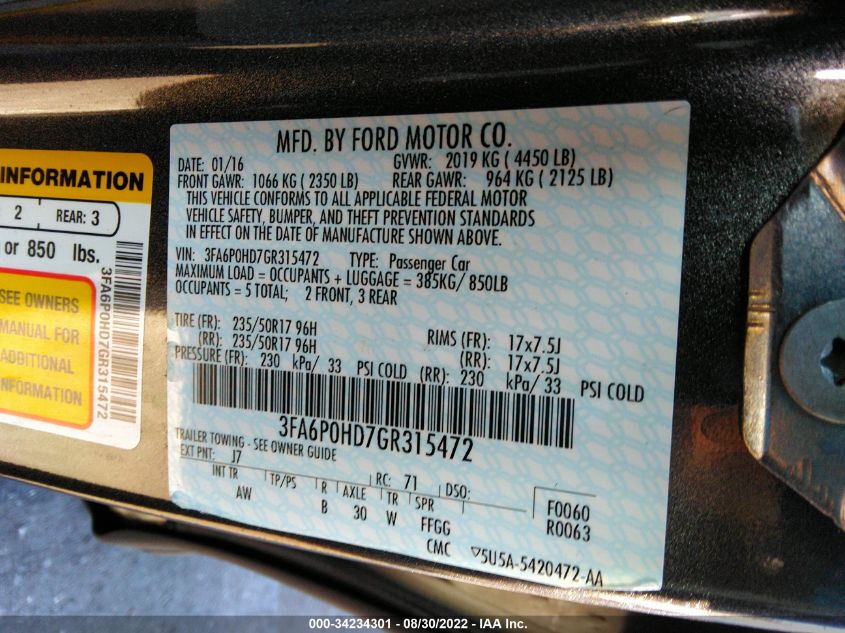 INFORMATION
2 REAR: 3
or 850 lbs.
SEE OWNERS
MANUAL FOR
ADDITIONAL
INFORMATION
3FA6P0HD7GR315472
MFD. BY FORD MOTOR CO.
DATE: 01/16 GVWR: 2019 KG ( 4450 LB)
FRONT GAWR: 1066 KG ( 2350 LB) REAR GAWR: 964 KG ( 2125 LB)
THIS VEHICLE CONFORMS TO ALL APPLICABLE FEDERAL MOTOR
VEHICLE SAFETY, BUMPER, AND THEFT PREVENTION STANDARDS
IN EFFECT ON THE DATE OF MANUFACTURE SHOWN ABOVE.
VIN: 3FA6P0HD7GR315472 TYPE: Passenger Car
MAXIMUM LOAD = OCCUPANTS + LUGGAGE = 385KG/ 850LB
OCCUPANTS = 5 TOTAL; 2 FRONT, 3 REAR
TIRE (FR): 235/50R17 96H RIMS (FR): 17x7.5J
(RR): 235/50R17 96H (RR): 17x7.5J
PRESSURE (FR): 230 kPa/ 33 PSI COLD (RR): 230 kPa/ 33 PSI COLD
3FA6P0HD7GR315472
TRAILER TOWING - SEE OWNER GUIDE
EXT PNT: J7 RC: 71 DSO:
INT TR TP/PS R AXLE TR SPR F0060
AW B 30 W FFGG R0063
CMC ▽5U5A-5420472-AA
000-34234301 - 08/30/2022 - IAA Inc.